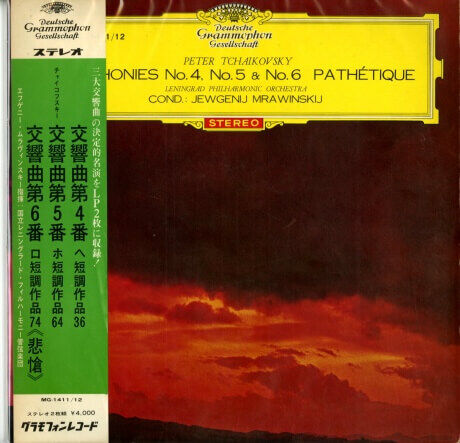 Deutsche
Grammophon
Gesellschaft
ステレオ
三大交響曲の決定的名演をLP2枚に収録!
チャイコフスキー
交響曲第4番 ヘ短調作品36
交響曲第5番 ホ短調作品64
交響曲第6番 ロ短調作品74《悲愴》
エフゲニー・ムラヴィンスキー指揮 国立レニングラード・フィルハーモニー管弦楽団
MG-1411/12
ステレオ2枚組 ¥4,000
グラモフォンレコード
Deutsche
Grammophon
Gesellschaft
1/12
PETER TCHAIKOVSKY
HONIES No.4, No.5 & No.6 PATHÉTIQUE
LENINGRAD PHILHARMONIC ORCHESTRA
COND.: JEWGENIJ MRAWINSKIJ
STEREO